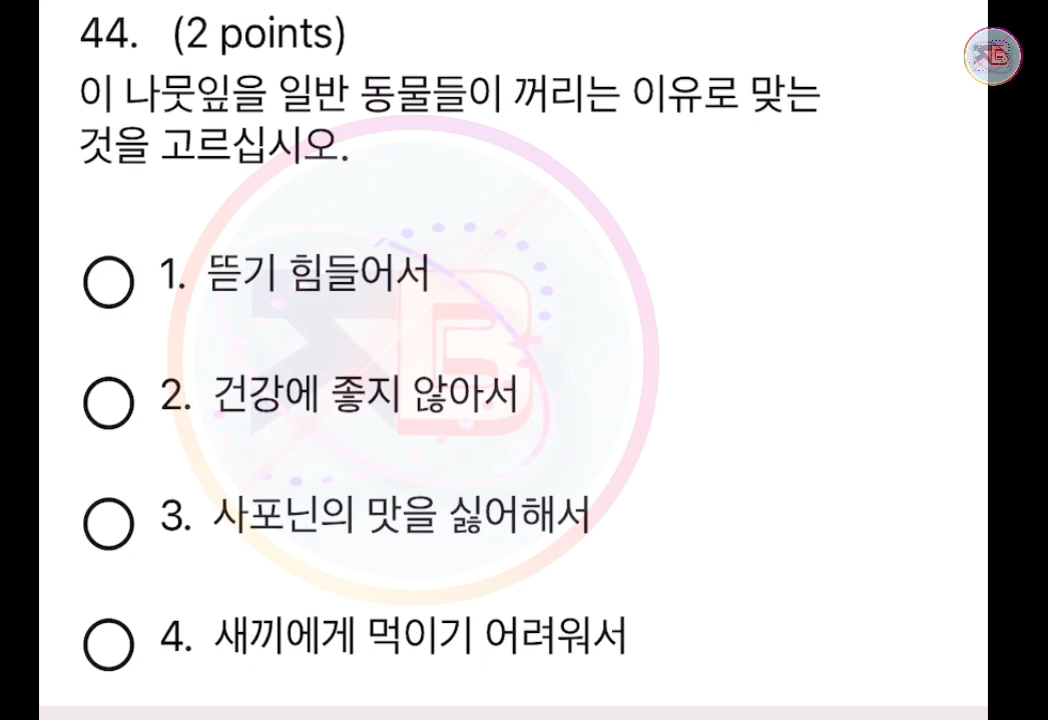 44. (2 points)
이 나뭇잎을 일반 동물들이 꺼리는 이유로 맞는
것을 고르십시오.
1. 뜯기 힘들어서
2. 건강에 좋지 않아서
3. 사포닌의 맛을 싫어해서
4. 새끼에게 먹이기 어려워서